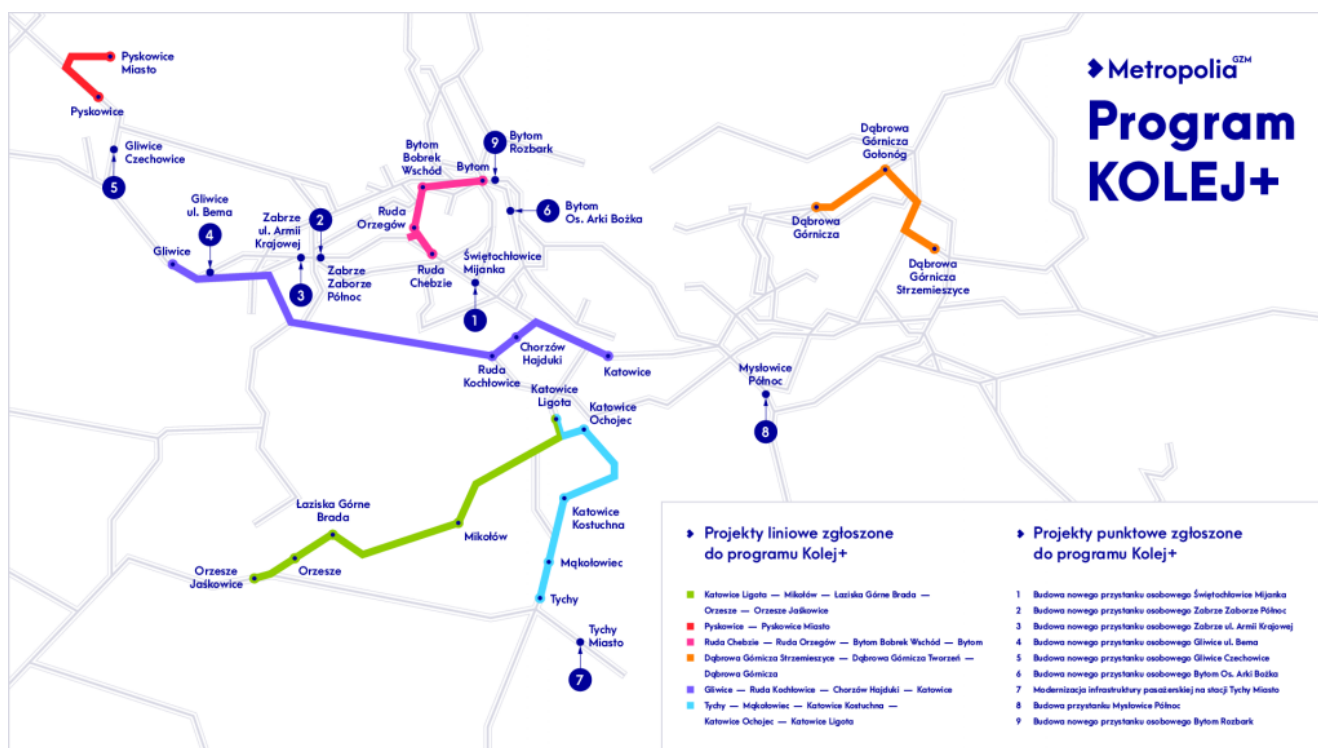 Metropolia GZM
Program
KOLEJ+
Pyskowice
Miasto
Pyskowice
Gliwice
Czechowice
5
Gliwice
ul. Bema
4
Gliwice
Zabrze
ul. Armii
Krajowej
3
2
Zabrze
Zaborze
Północ
Bytom
Bobrek
Wschód
Bytom
9
Bytom
Rozbark
6
Bytom
Os. Arki Bożka
Ruda
Orzegów
Ruda
Chebzie
Świętochłowice
Mijanka
1
Dąbrowa
Górnicza
Gołonóg
Dąbrowa
Górnicza
Dąbrowa
Górnicza
Strzemieszyce
Ruda
Kochłowice
Chorzów
Hajduki
Katowice
Mysłowice
Północ
8
Katowice
Ligota
Katowice
Ochojec
Katowice
Kostuchna
Mąkołowiec
Tychy
Tychy
Miasto
7
Łaziska Górne
Brada
Mikołów
Orzesze
Orzesze
Jaśkowice
Projekty liniowe zgłoszone
do programu Kolej+
Katowice Ligota — Mikołów — Łaziska Górne Brada —
Orzesze — Orzesze Jaśkowice
Pyskowice — Pyskowice Miasto
Ruda Chebzie — Ruda Orzegów — Bytom Bobrek Wschód — Bytom
Dąbrowa Górnicza Strzemieszyce — Dąbrowa Górnicza Tworzeń —
Dąbrowa Górnicza
Gliwice — Ruda Kochłowice — Chorzów Hajduki — Katowice
Tychy — Mąkołowiec — Katowice Kostuchna —
Katowice Ochojec — Katowice Ligota
Projekty punktowe zgłoszone
do programu Kolej+
1 Budowa nowego przystanku osobowego Świętochłowice Mijanka
2 Budowa nowego przystanku osobowego Zabrze Zaborze Północ
3 Budowa nowego przystanku osobowego Zabrze ul. Armii Krajowej
4 Budowa nowego przystanku osobowego Gliwice ul. Bema
5 Budowa nowego przystanku osobowego Gliwice Czechowice
6 Budowa nowego przystanku osobowego Bytom Os. Arki Bożka
7 Modernizacja infrastruktury pasażerskiej na stacji Tychy Miasto
8 Budowa przystanku Mysłowice Północ
9 Budowa nowego przystanku osobowego Bytom Rozbark